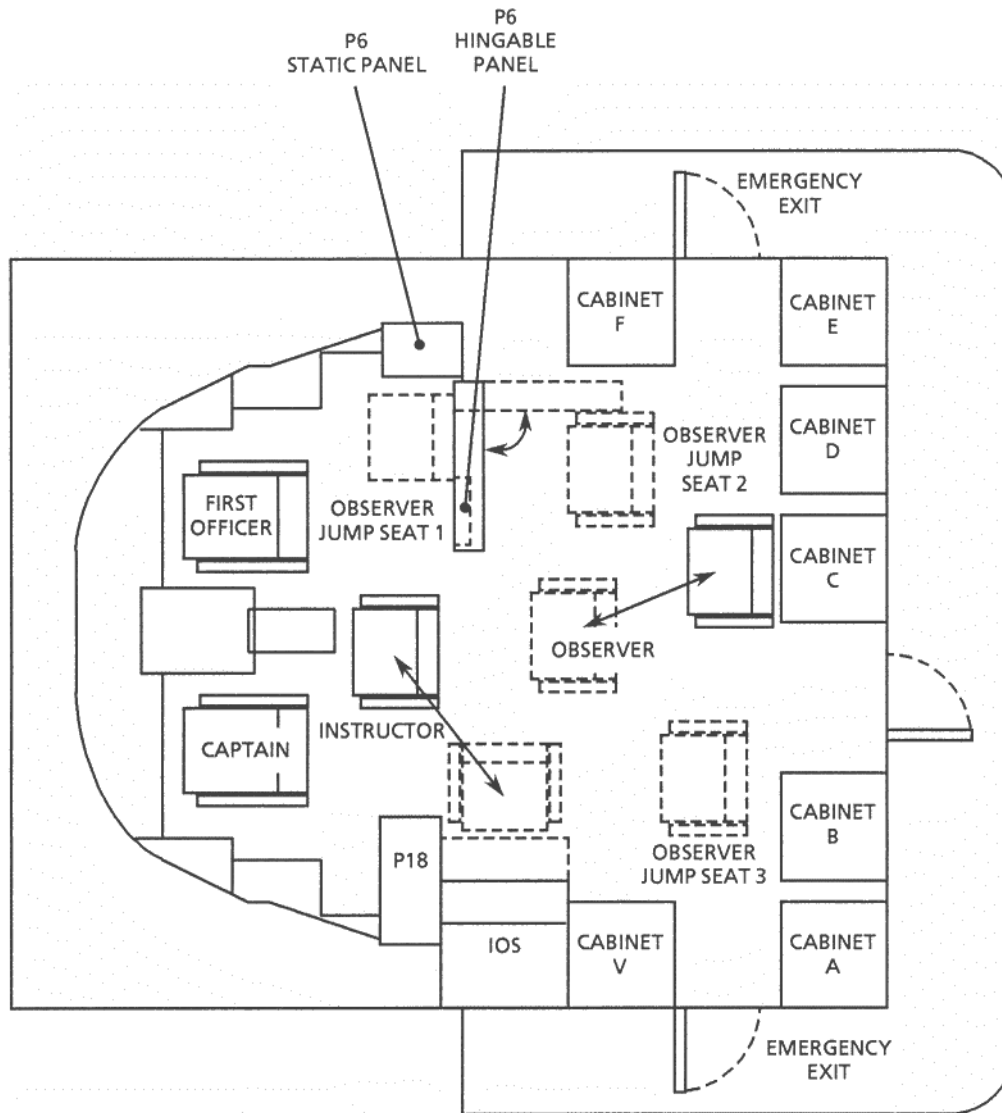 P6
STATIC PANEL
P6
HINGABLE
PANEL
EMERGENCY
EXIT
CABINET
F
CABINET
E
CABINET
D
OBSERVER
JUMP
SEAT 2
FIRST
OFFICER
OBSERVER
JUMP SEAT 1
CABINET
C
OBSERVER
INSTRUCTOR
CAPTAIN
CABINET
B
P18
OBSERVER
JUMP SEAT 3
IOS
CABINET
V
CABINET
A
EMERGENCY
EXIT